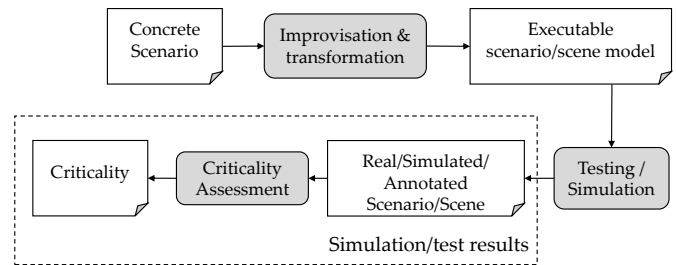 Concrete
Scenario
Improvisation &
transformation
Executable
scenario/scene model
Criticality
Criticality
Assessment
Real/Simulated/
Annotated
Scenario/Scene
Testing /
Simulation
Simulation/test results